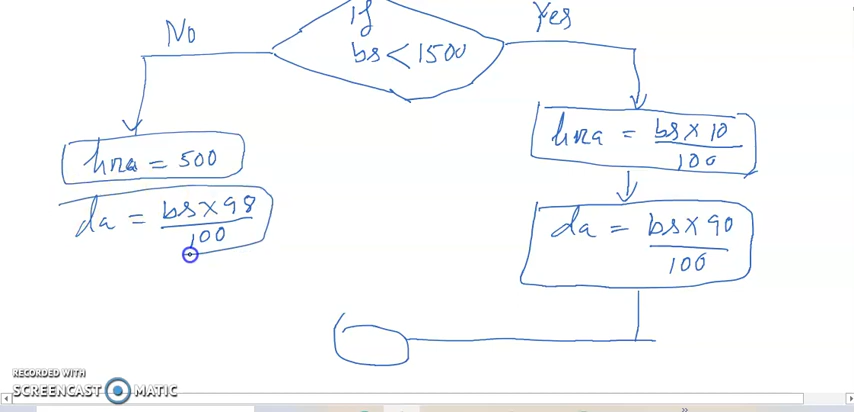 If
No
Yes
bs < 1500
hra = 500
hra = bs × 10
100
da = bs × 98
100
da = bs × 90
100
RECORDED WITH
SCREENCAST MATIC